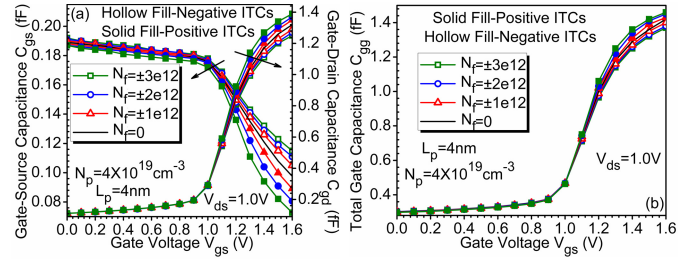 (a)
Hollow Fill-Negative ITCs
Solid Fill-Positive ITCs
N_f=±3e12
N_f=±2e12
N_f=±1e12
N_f=0
N_p=4X10^19cm^-3
L_p=4nm
V_ds=1.0V
Gate-Source Capacitance C_gs (fF)
0.20
0.18
0.16
0.14
0.12
0.10
0.08
Gate-Drain Capacitance C_gd (fF)
1.4
1.2
1.0
0.8
0.6
0.4
0.2
0.0 0.2 0.4 0.6 0.8 1.0 1.2 1.4 1.6
Gate Voltage V_gs (V)
Solid Fill-Positive ITCs
Hollow Fill-Negative ITCs
N_f=±3e12
N_f=±2e12
N_f=±1e12
N_f=0
L_p=4nm
N_p=4X10^19cm^-3
V_ds=1.0V
(b)
Total Gate Capacitance C_gg (fF)
1.4
1.2
1.0
0.8
0.6
0.4
0.0 0.2 0.4 0.6 0.8 1.0 1.2 1.4 1.6
Gate Voltage V_gs (V)